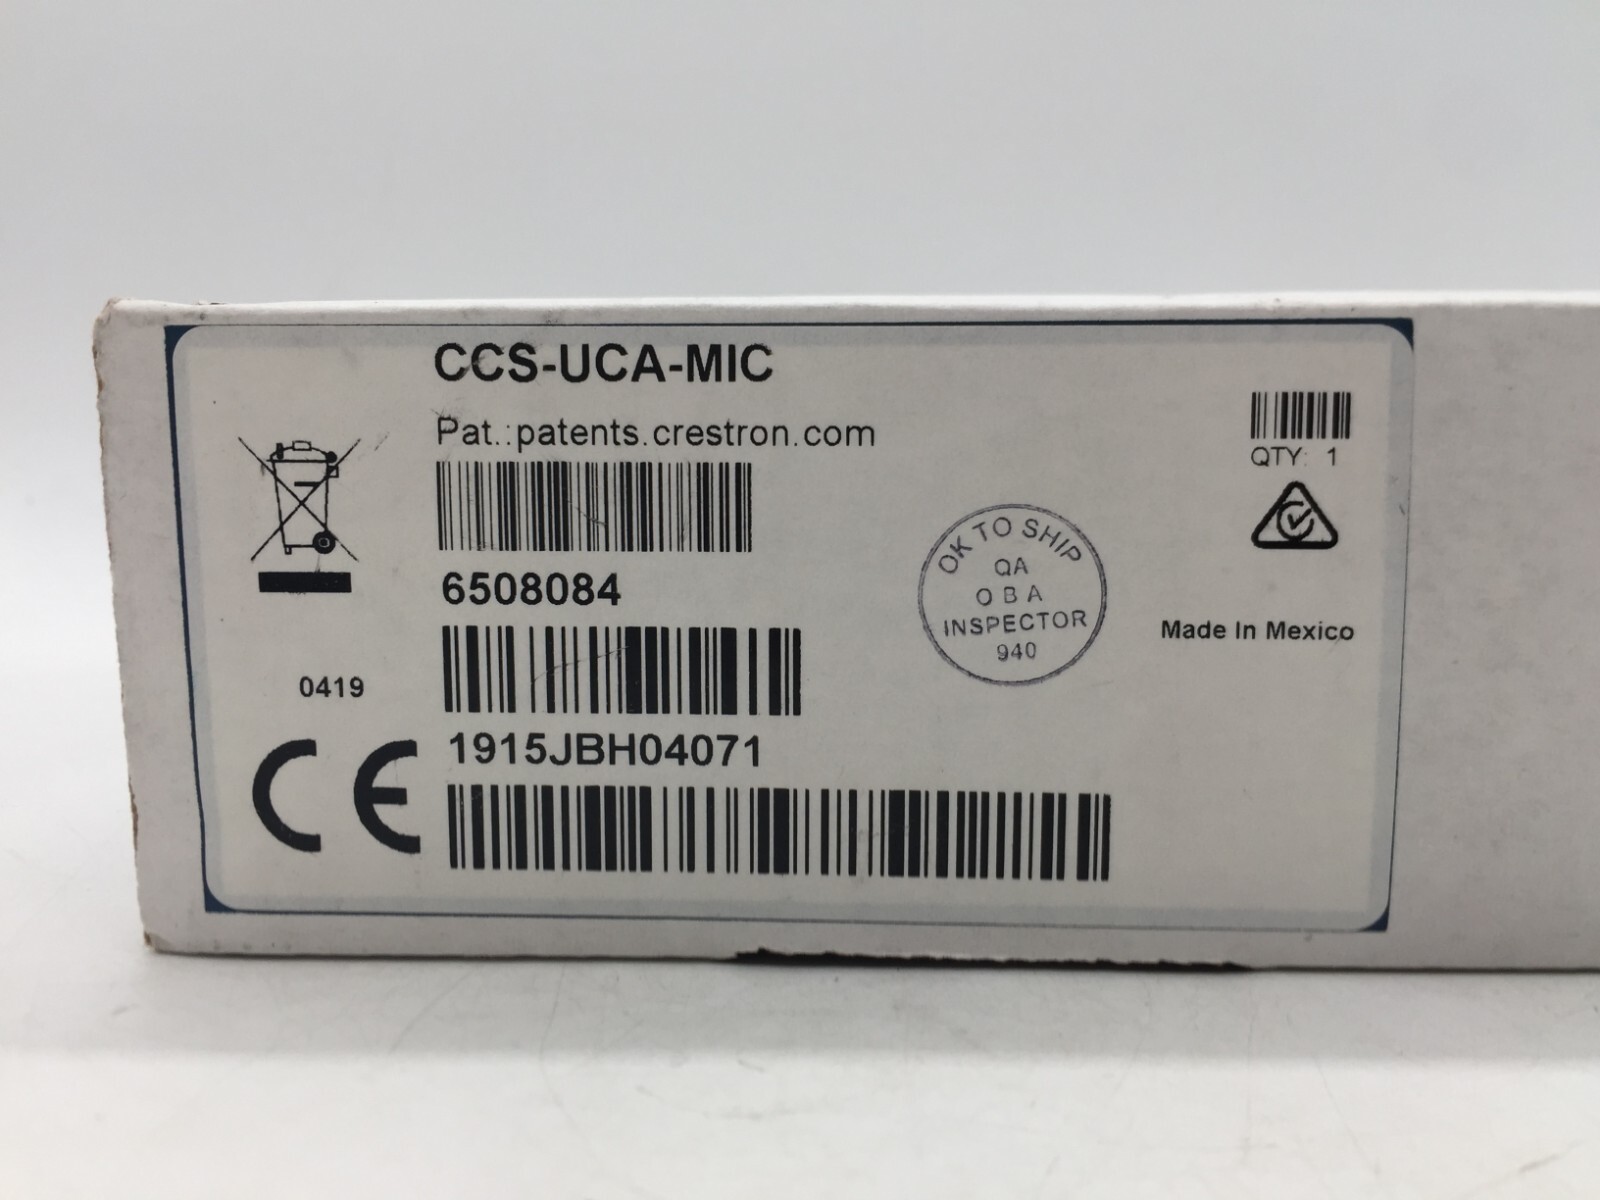 CCS-UCA-MIC
Pat.:patents.crestron.com
QTY: 1
6508084
OK TO SHIP
QA
OBA
INSPECTOR
940
Made In Mexico
0419
1915JBH04071
CE